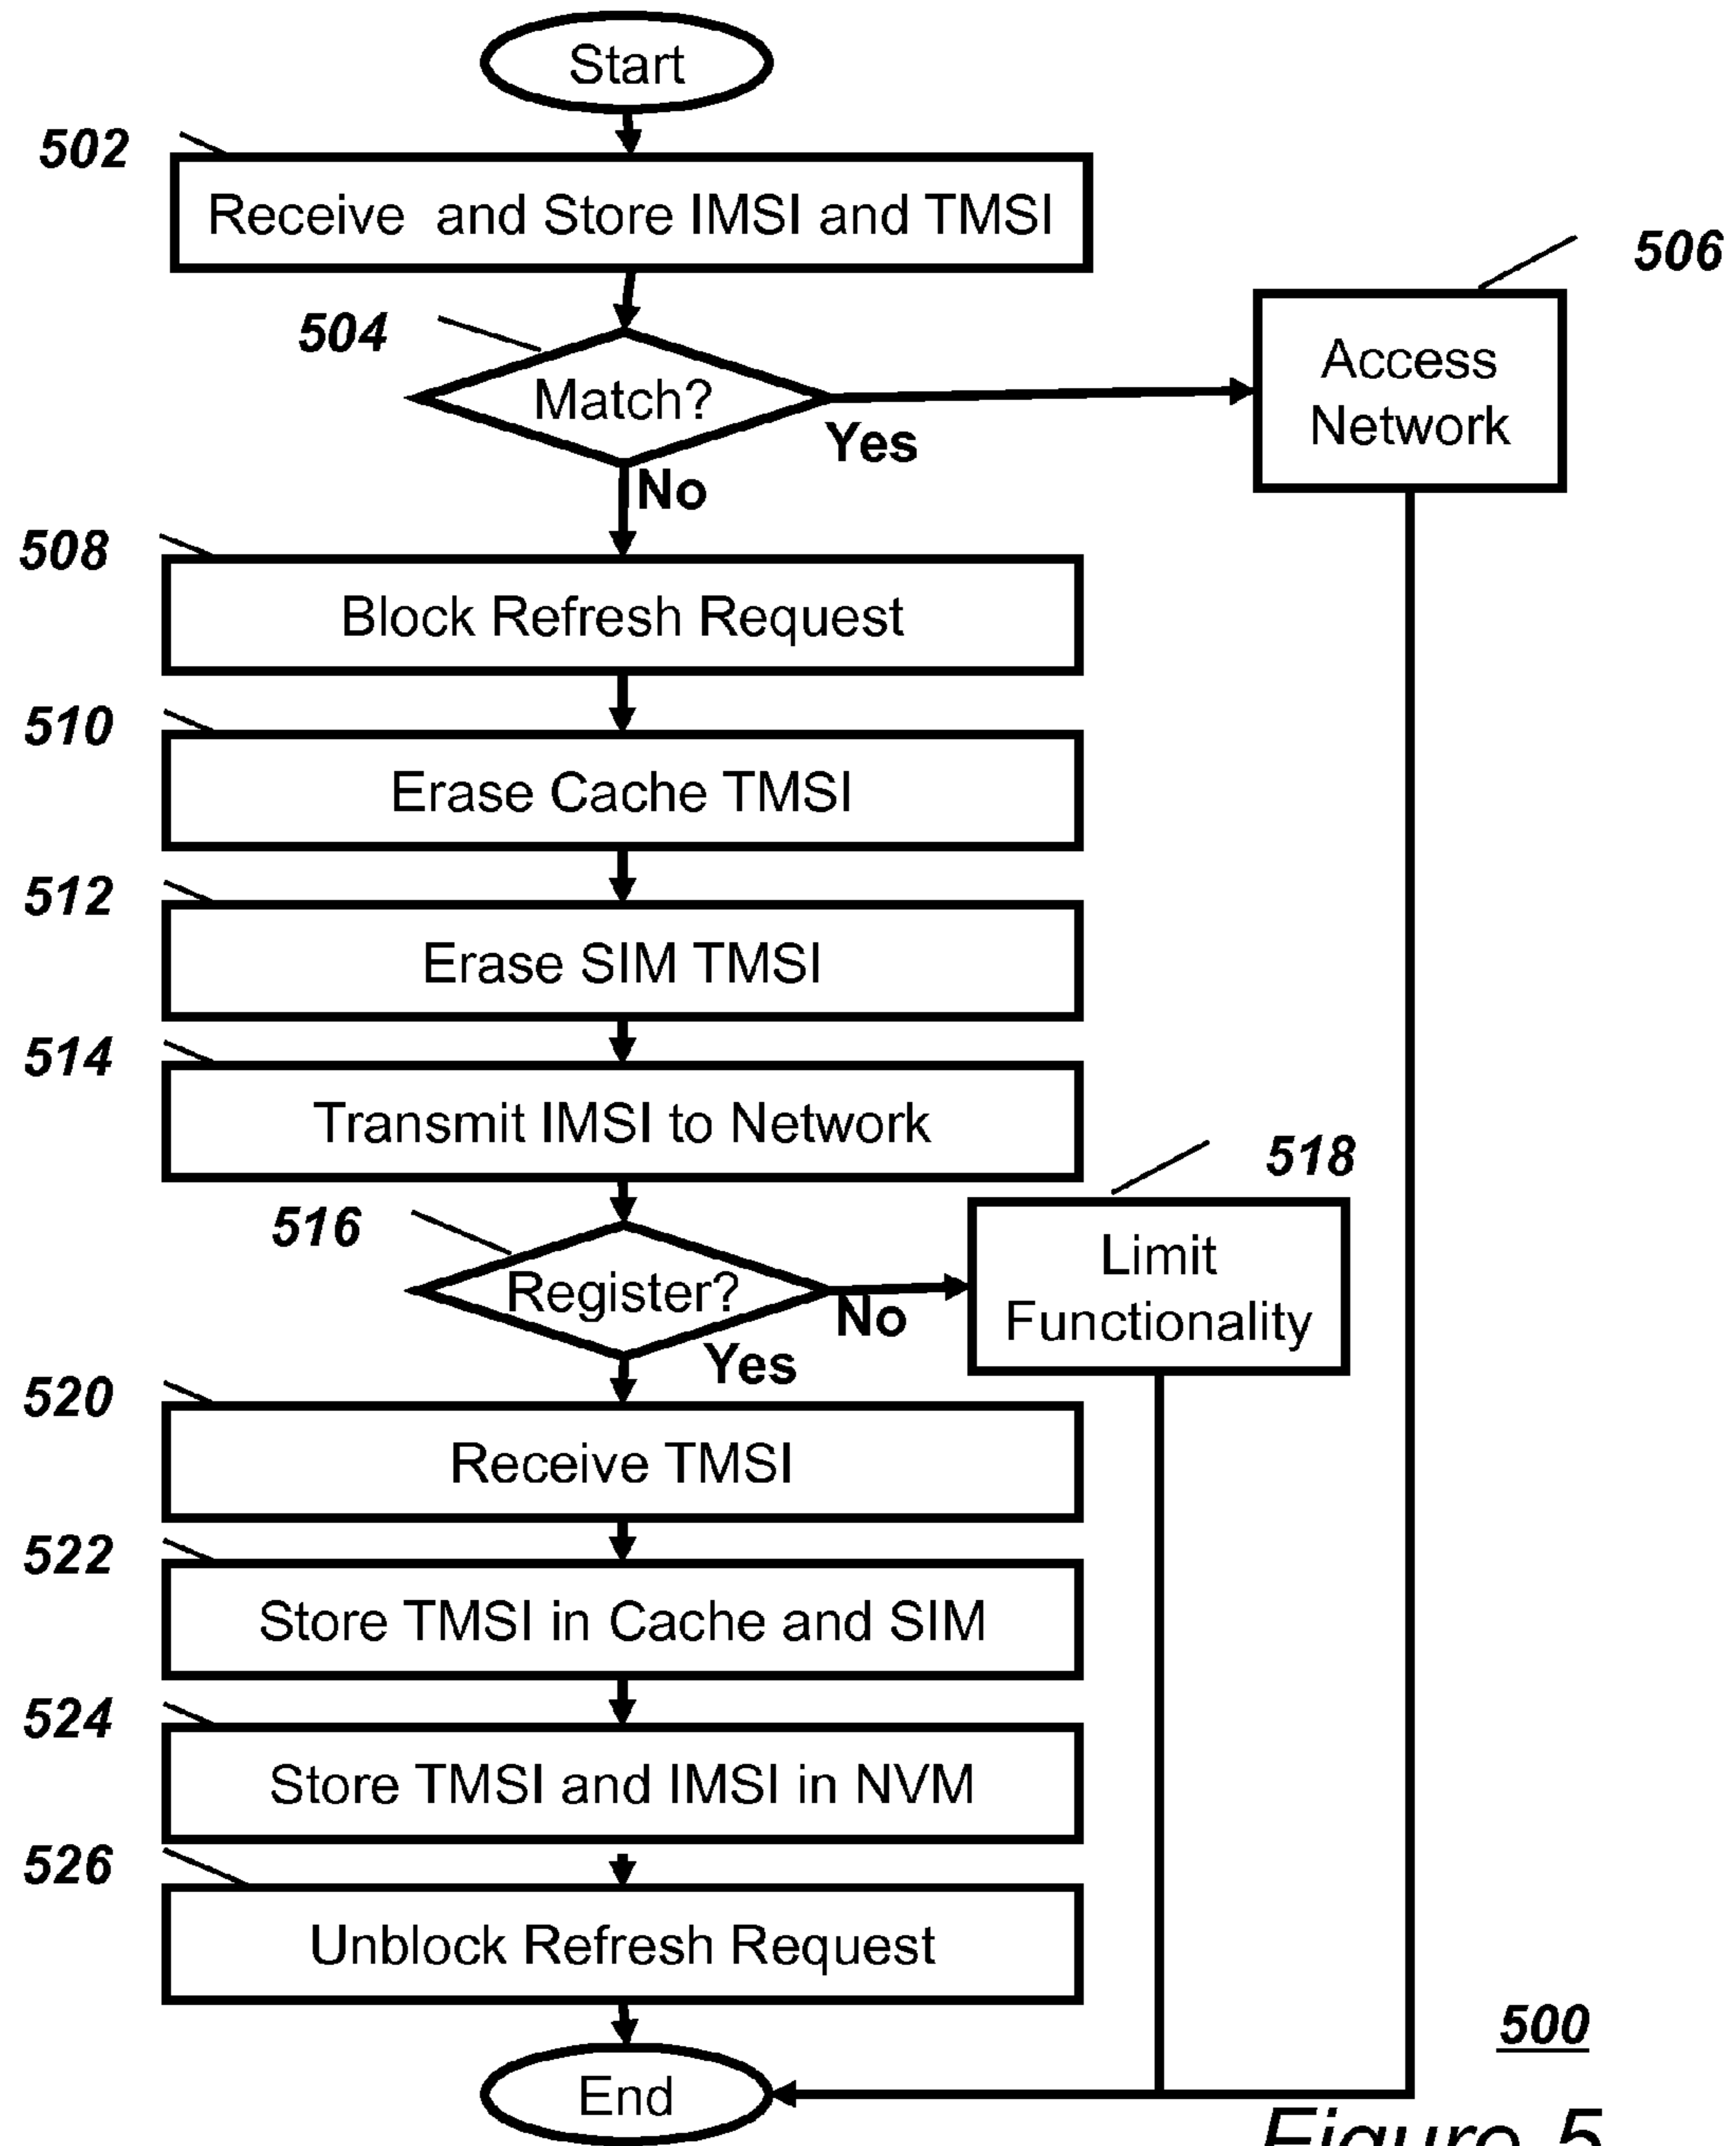 Start
502
Receive and Store IMSI and TMSI
506
504
Match?
Access
Network
Yes
No
508
Block Refresh Request
510
Erase Cache TMSI
512
Erase SIM TMSI
514
Transmit IMSI to Network
518
516
Register?
Limit
Functionality
No
Yes
520
Receive TMSI
522
Store TMSI in Cache and SIM
524
Store TMSI and IMSI in NVM
526
Unblock Refresh Request
500
End
Figure 5